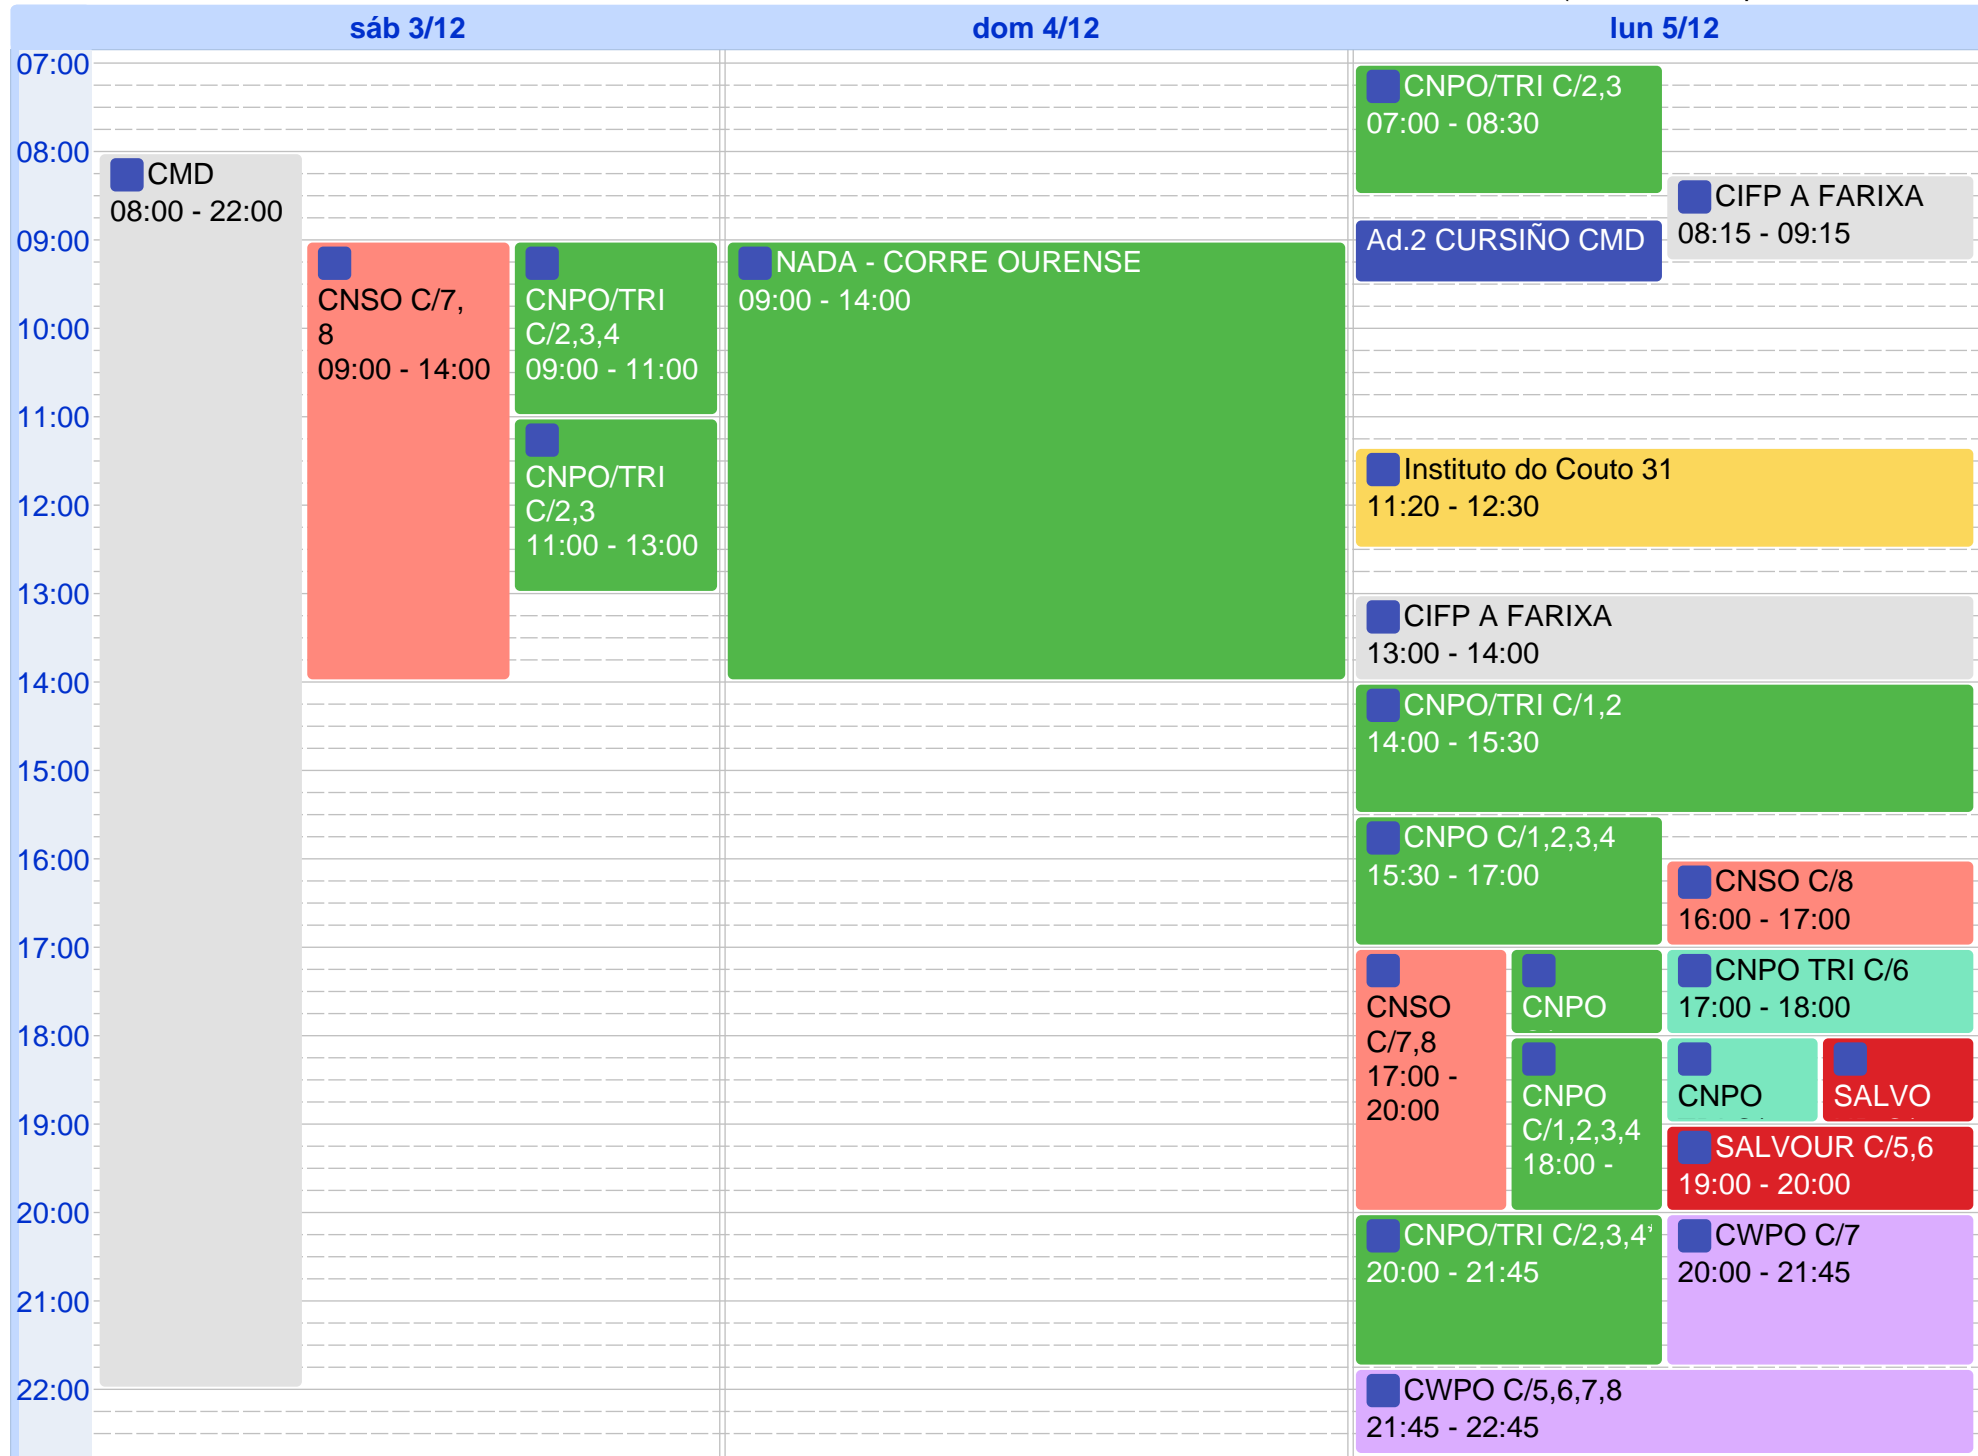 sáb 3/12
dom 4/12
lun 5/12
07:00
08:00
09:00
10:00
11:00
12:00
13:00
14:00
15:00
16:00
17:00
18:00
19:00
20:00
21:00
22:00
CMD
08:00 - 22:00
CNSO C/7,
8
09:00 - 14:00
CNPO/TRI
C/2,3,4
09:00 - 11:00
CNPO/TRI
C/2,3
11:00 - 13:00
NADA - CORRE OURENSE
09:00 - 14:00
CNPO/TRI C/2,3
07:00 - 08:30
CIFP A FARIXA
08:15 - 09:15
Ad.2 CURSIÑO CMD
Instituto do Couto 31
11:20 - 12:30
CIFP A FARIXA
13:00 - 14:00
CNPO/TRI C/1,2
14:00 - 15:30
CNPO C/1,2,3,4
15:30 - 17:00
CNSO C/8
16:00 - 17:00
CNSO
C/7,8
17:00 -
20:00
CNPO
CNPO TRI C/6
17:00 - 18:00
CNPO
C/1,2,3,4
18:00 -
CNPO
SALVO
SALVOUR C/5,6
19:00 - 20:00
CNPO/TRI C/2,3,4*
20:00 - 21:45
CWPO C/7
20:00 - 21:45
CWPO C/5,6,7,8
21:45 - 22:45